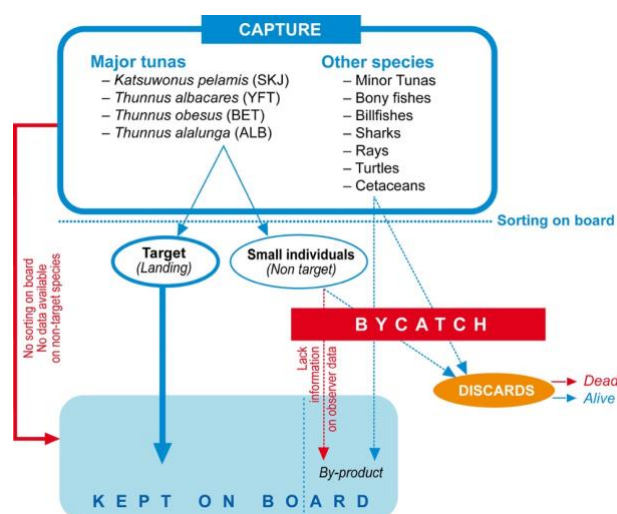 CAPTURE
Major tunas
– Katsuwonus pelamis (SKJ)
– Thunnus albacares (YFT)
– Thunnus obesus (BET)
– Thunnus alalunga (ALB)
Other species
– Minor Tunas
– Bony fishes
– Billfishes
– Sharks
– Rays
– Turtles
– Cetaceans
Sorting on board
Target
(Landing)
Small individuals
(Non target)
No sorting on board
No data available
on non-target species
BYCATCH
Lack
information
on observer data
DISCARDS
Dead
Alive
By-product
KEPT ON BOARD